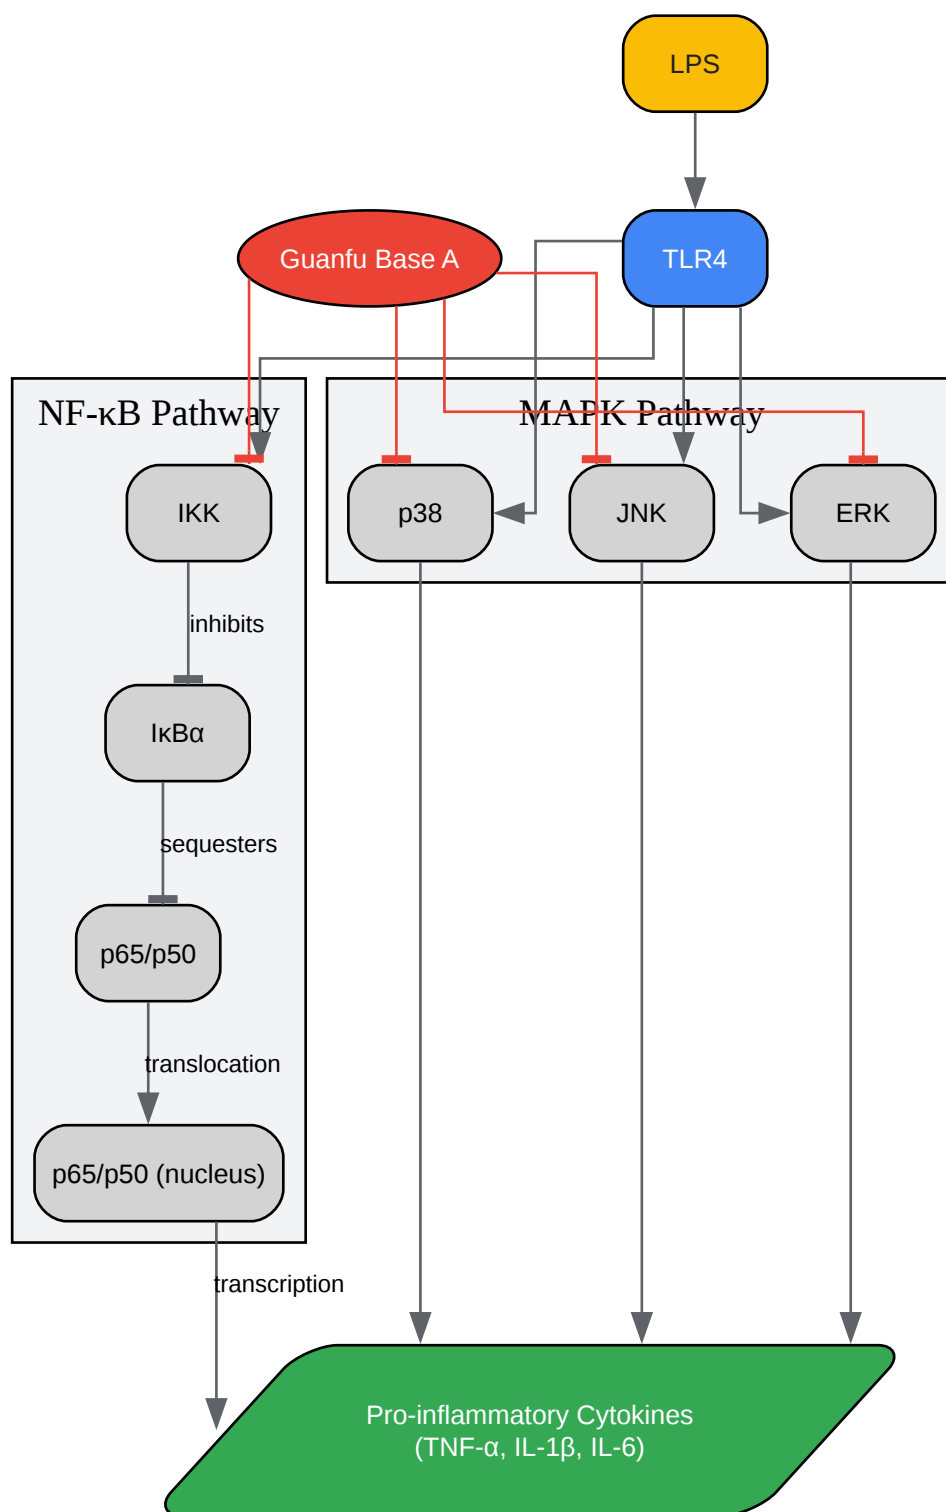 LPS
Guanfu Base A
TLR4
NF-κB Pathway
MAPK Pathway
IKK
p38
JNK
ERK
inhibits
IκBα
sequesters
p65/p50
translocation
p65/p50 (nucleus)
transcription
Pro-inflammatory Cytokines
(TNF-α, IL-1β, IL-6)